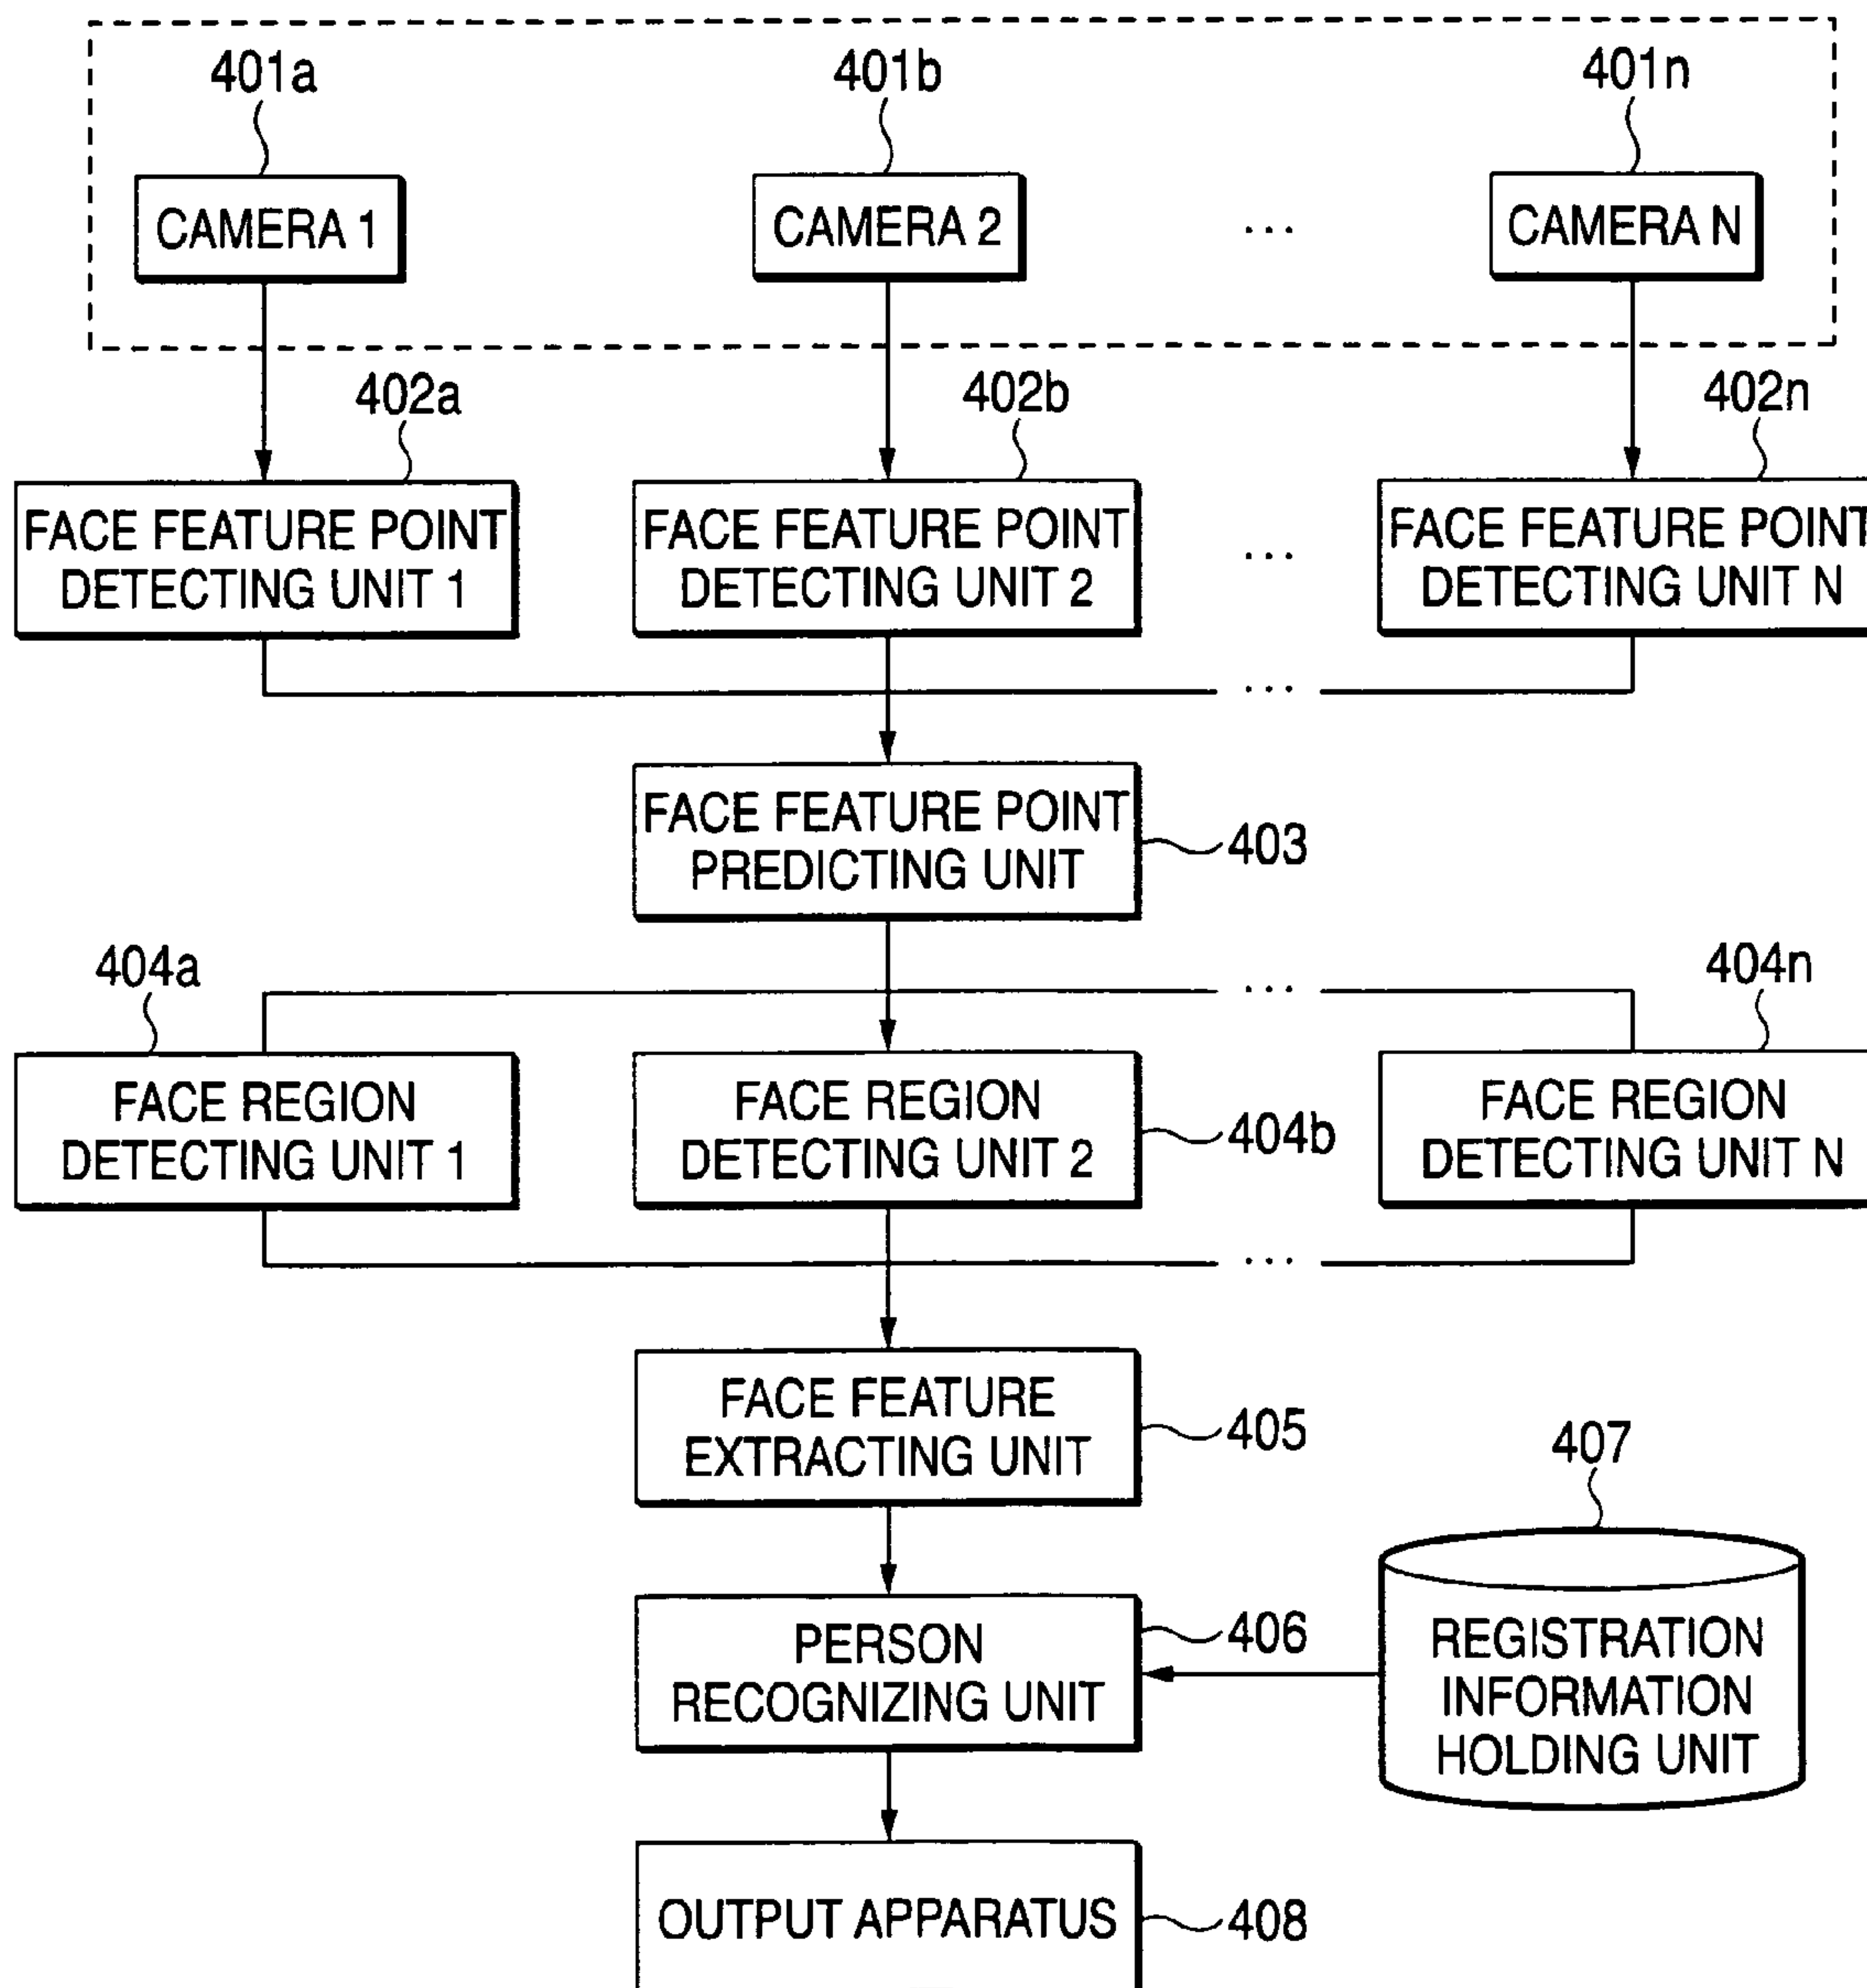 401a
401b
401n
CAMERA 1
CAMERA 2
...
CAMERA N
402a
402b
402n
FACE FEATURE POINT
DETECTING UNIT 1
FACE FEATURE POINT
DETECTING UNIT 2
...
FACE FEATURE POINT
DETECTING UNIT N
...
FACE FEATURE POINT
PREDICTING UNIT
403
404a
404n
...
FACE REGION
DETECTING UNIT 1
FACE REGION
DETECTING UNIT 2
404b
FACE REGION
DETECTING UNIT N
...
FACE FEATURE
EXTRACTING UNIT
405
407
PERSON
RECOGNIZING UNIT
406
REGISTRATION
INFORMATION
HOLDING UNIT
OUTPUT APPARATUS
408